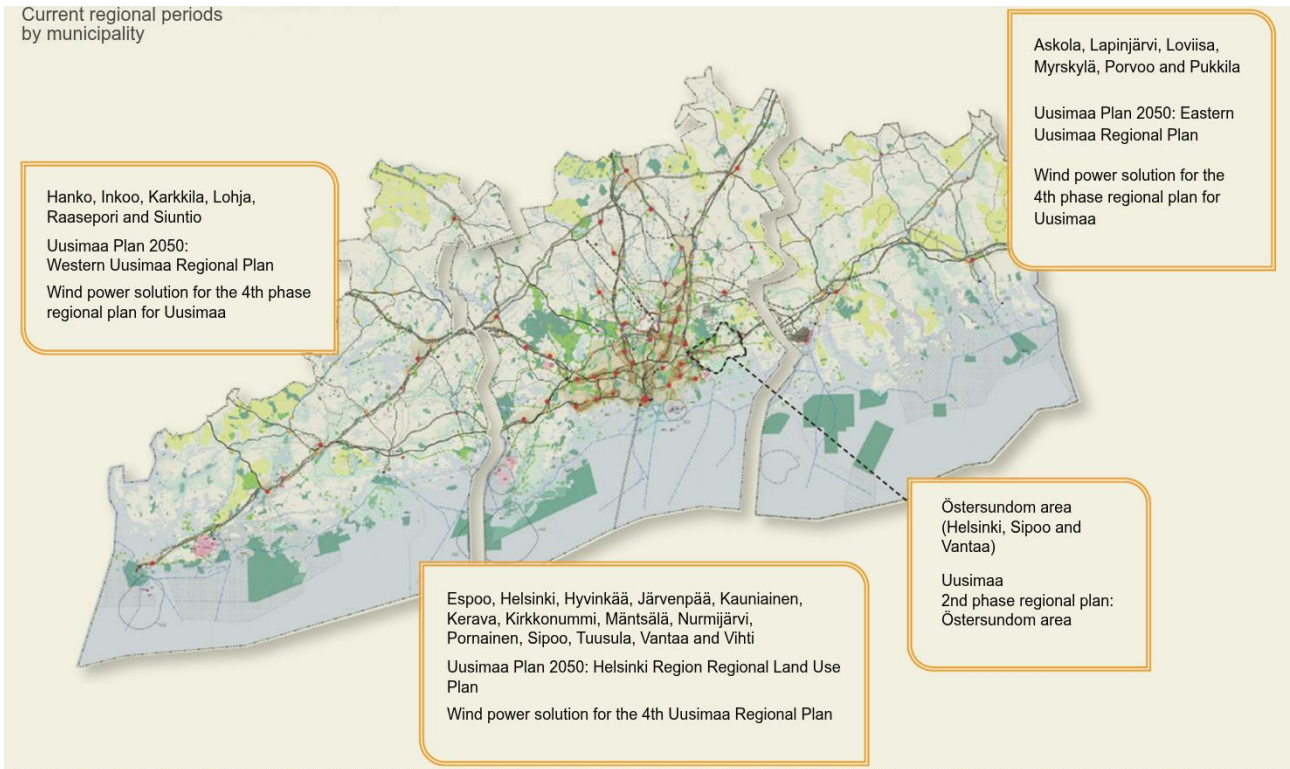 Current regional periods
by municipality
Askola, Lapinjärvi, Loviisa,
Myrskylä, Porvoo and Pukkila
Uusimaa Plan 2050: Eastern
Uusimaa Regional Plan
Wind power solution for the
4th phase regional plan for
Uusimaa
Hanko, Inkoo, Karkkila, Lohja,
Raasepori and Siuntio
Uusimaa Plan 2050:
Western Uusimaa Regional Plan
Wind power solution for the 4th phase
regional plan for Uusimaa
Östersundom area
(Helsinki, Sipoo and
Vantaa)
Uusimaa
2nd phase regional plan:
Östersundom area
Espoo, Helsinki, Hyvinkää, Järvenpää, Kauniainen,
Kerava, Kirkkonummi, Mäntsälä, Nurmijärvi,
Pornainen, Sipoo, Tuusula, Vantaa and Vihti
Uusimaa Plan 2050: Helsinki Region Regional Land Use
Plan
Wind power solution for the 4th Uusimaa Regional Plan